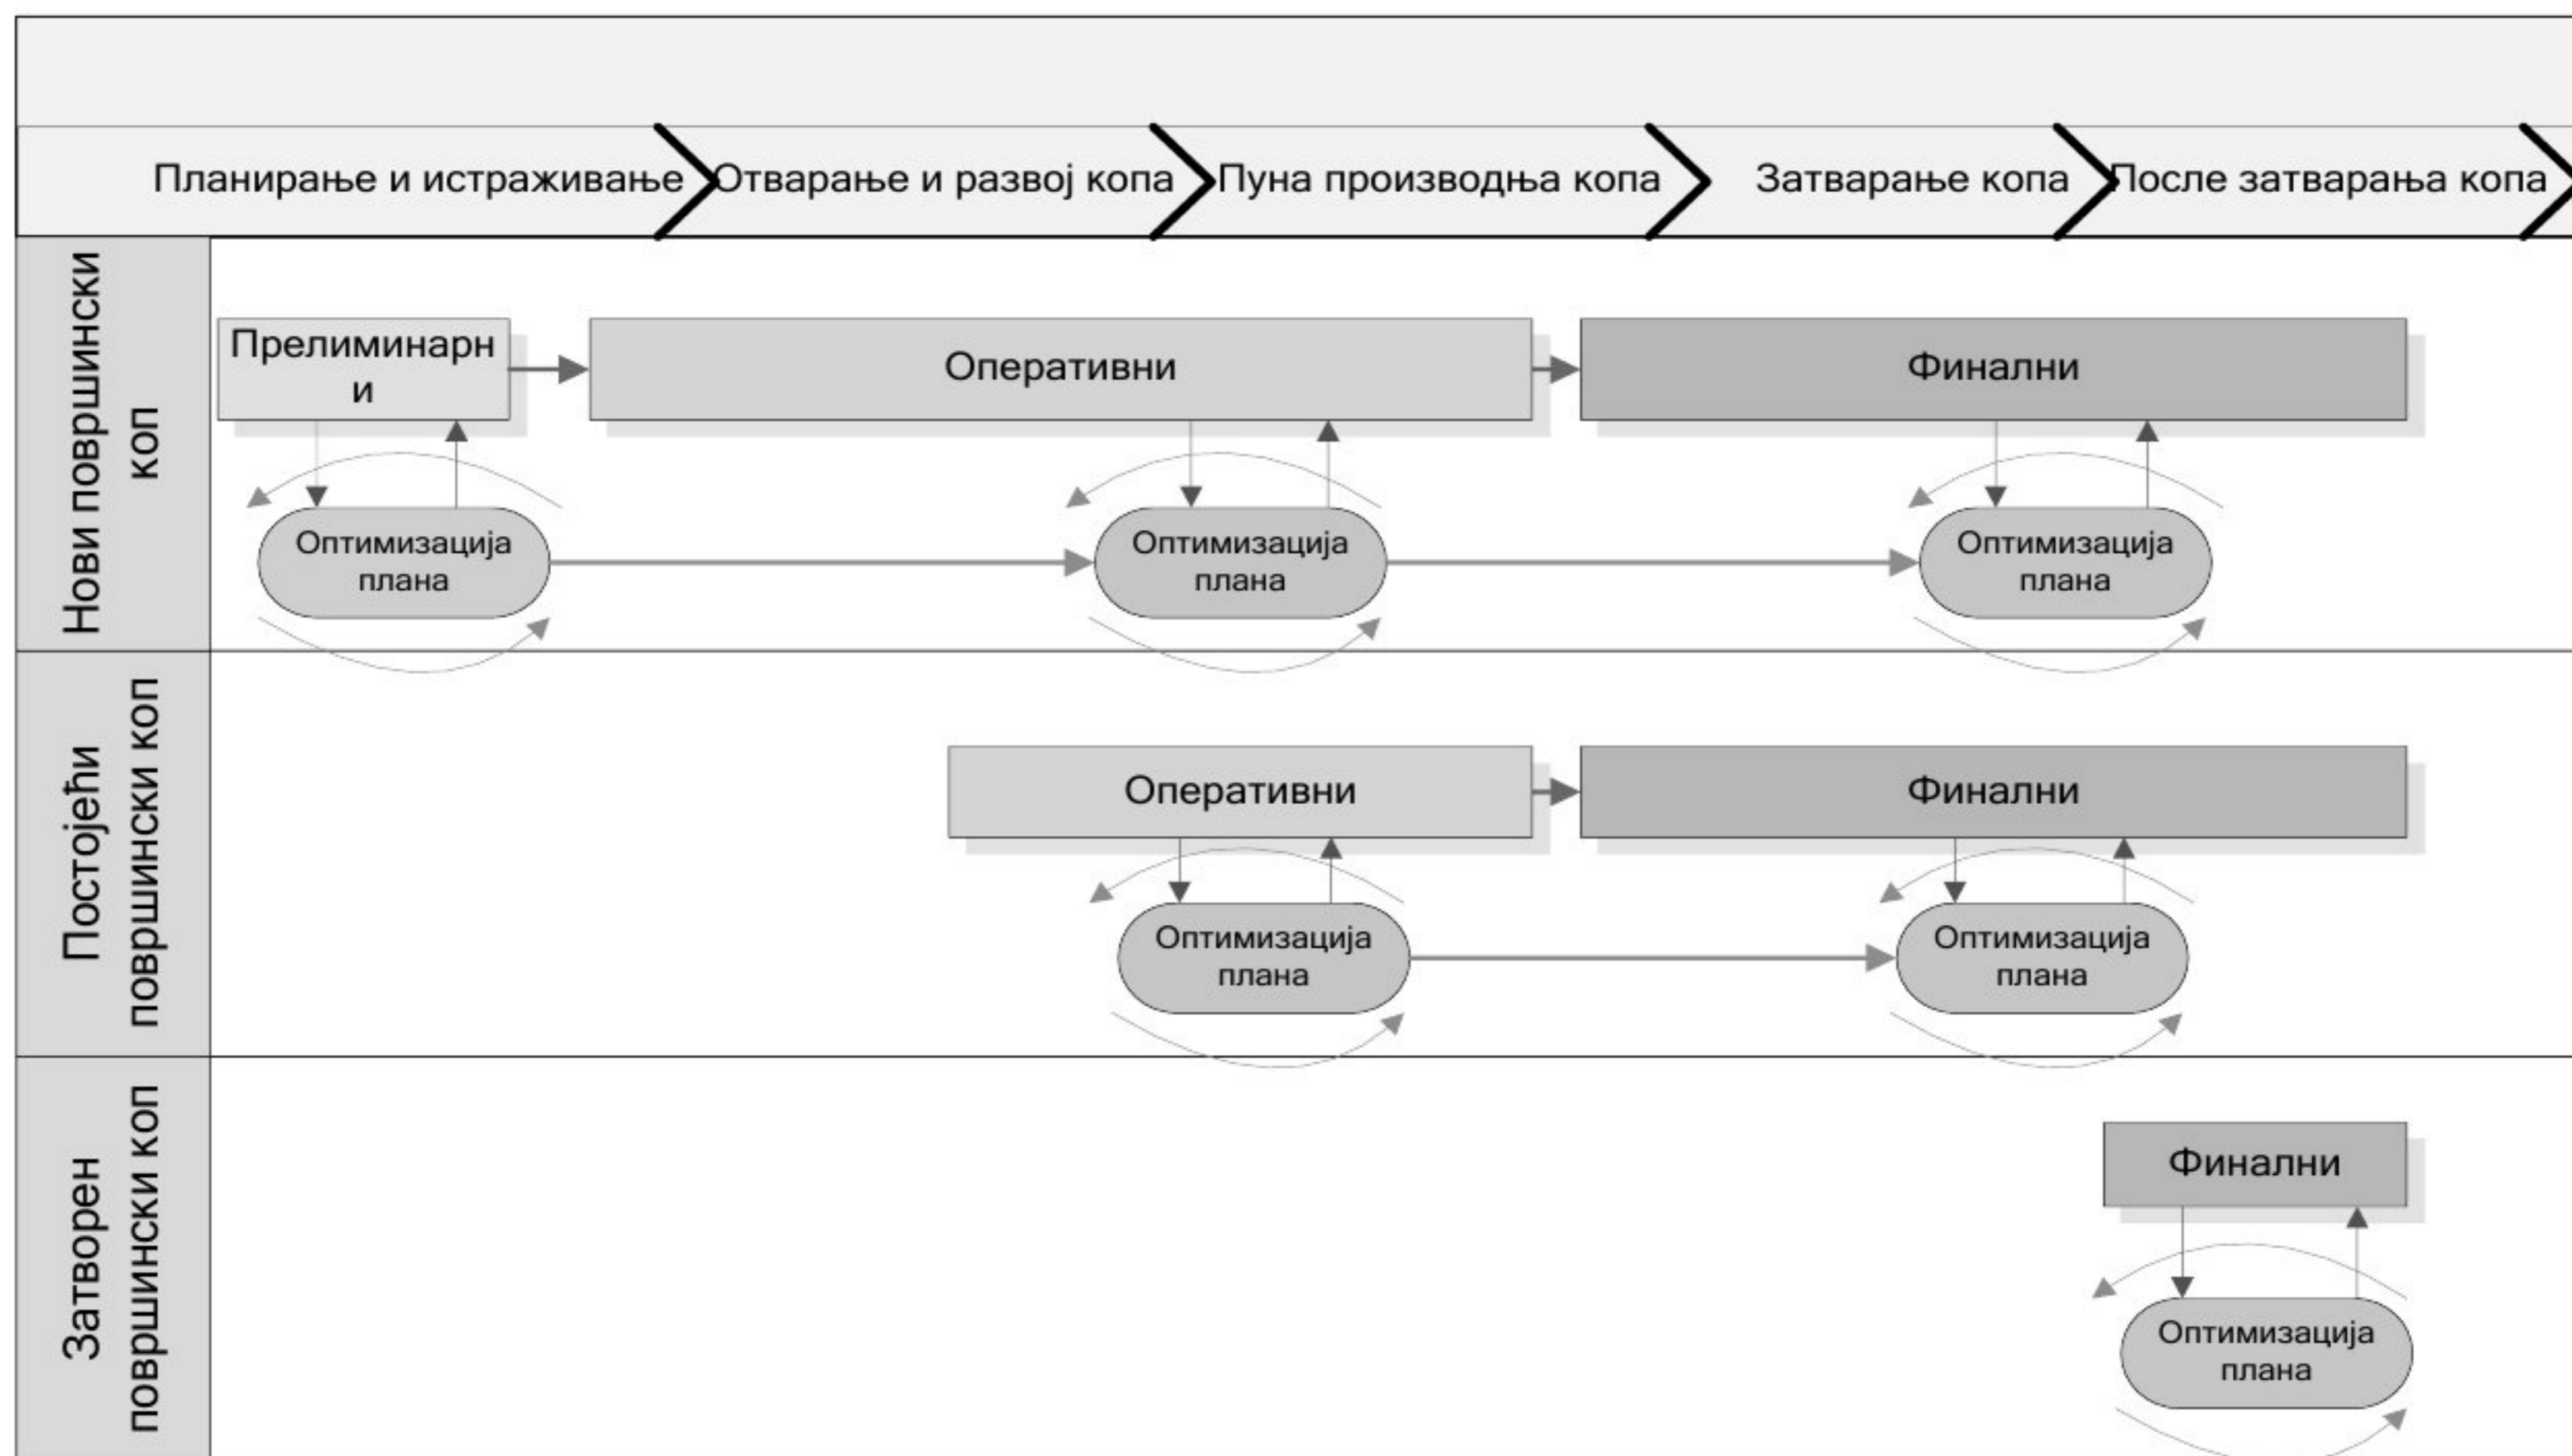 Планирање и истраживање
Отварање и развој копа
Пуна производња копа
Затварање копа
После затварања копа
Нови површински
коп
Прелиминарн
и
Оперативни
Финални
Оптимизација
плана
Оптимизација
плана
Оптимизација
плана
Постојећи
површински коп
Оперативни
Финални
Оптимизација
плана
Оптимизација
плана
Затворен
површински коп
Финални
Оптимизација
плана